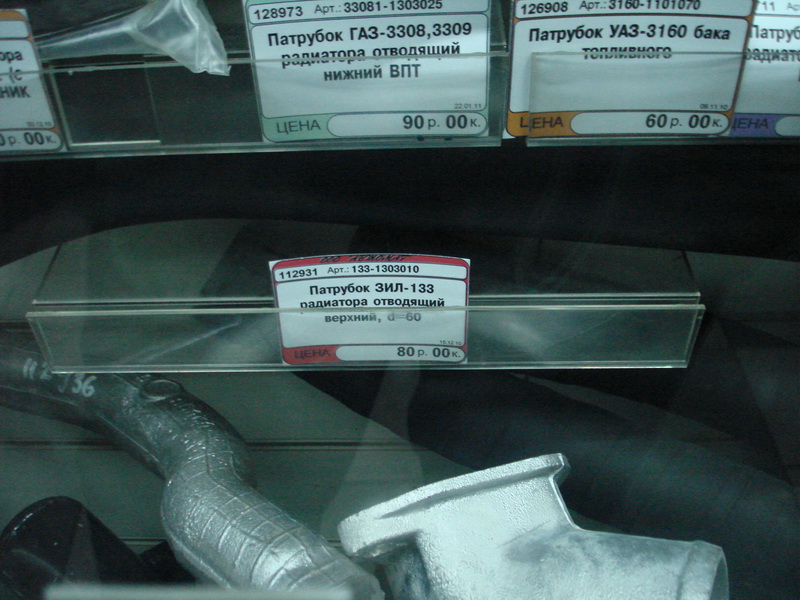 128973 Арт.: 33081-1303025
Патрубок ГАЗ-3308,3309
радиатора отводящий
нижний ВПТ
22.01.11
ЦЕНА 90 р. 00 к.
126908 Арт.: 3160-1101070
Патрубок УАЗ-3160 бака
топливного
ЦЕНА 60 р. 00 к.
ЦЕНА
00 к.
112931 Арт.: 133-1303010
Патрубок ЗИЛ-133
радиатора отводящий
верхний, d=60
ЦЕНА 80 р. 00 к.